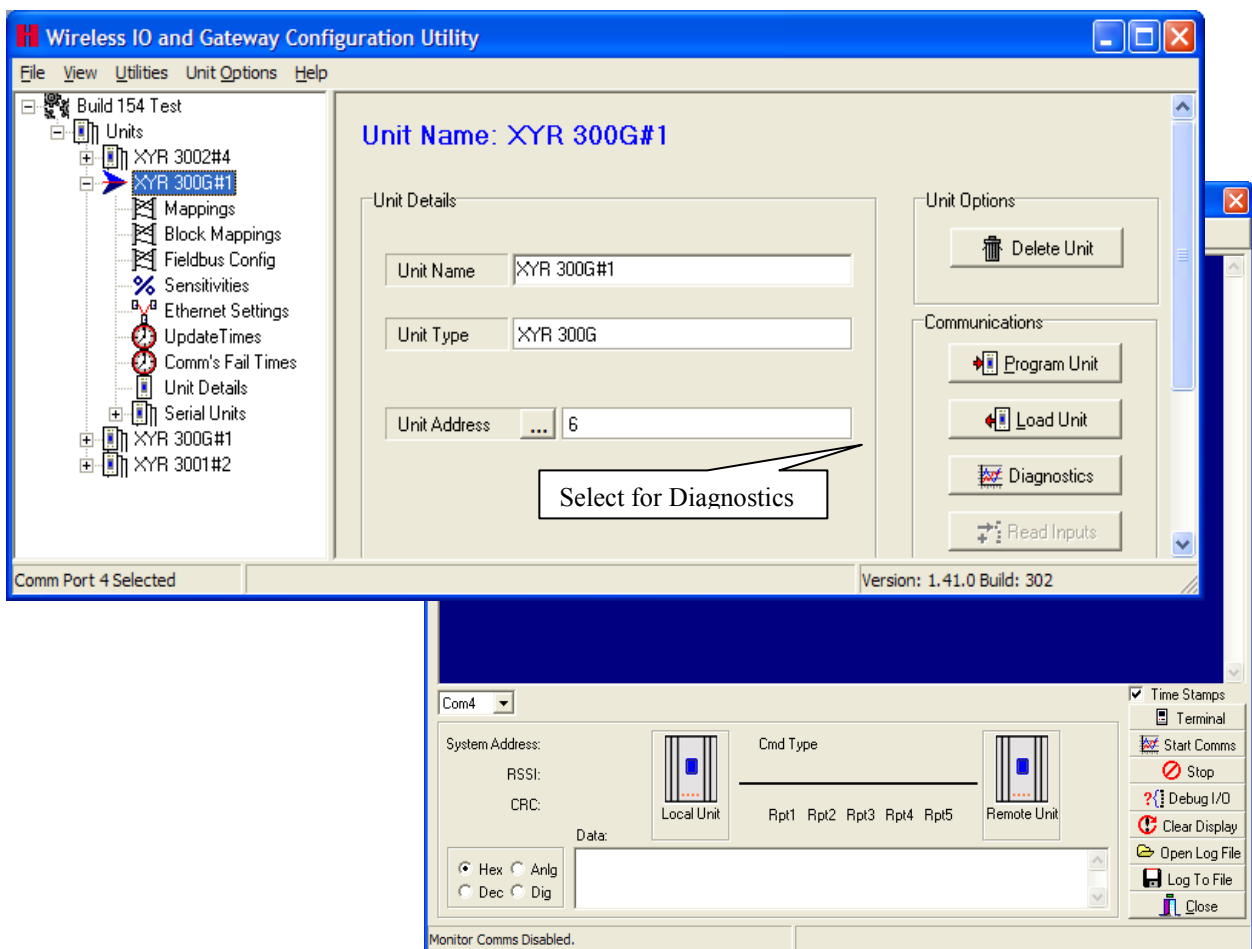 Wireless IO and Gateway Configuration Utility
File View Utilities Unit Options Help
Build 154 Test
Units
XYR 3002#4
XYR 300G#1
Mappings
Block Mappings
Fieldbus Config
Sensitivities
Ethernet Settings
UpdateTimes
Comm's Fail Times
Unit Details
Serial Units
XYR 300G#1
XYR 3001#2
Unit Name: XYR 300G#1
Unit Details
Unit Name XYR 300G#1
Unit Type XYR 300G
Unit Address ... 6
Select for Diagnostics
Unit Options
Delete Unit
Communications
Program Unit
Load Unit
Diagnostics
Read Inputs
Comm Port 4 Selected
Version: 1.41.0 Build: 302
Com4
System Address:
RSSI:
CRC:
Local Unit
Cmd Type
Rpt1 Rpt2 Rpt3 Rpt4 Rpt5
Remote Unit
Data:
Hex Anlg
Dec Dig
Time Stamps
Terminal
Start Comms
Stop
Debug I/O
Clear Display
Open Log File
Log To File
Close
Monitor Comms Disabled.